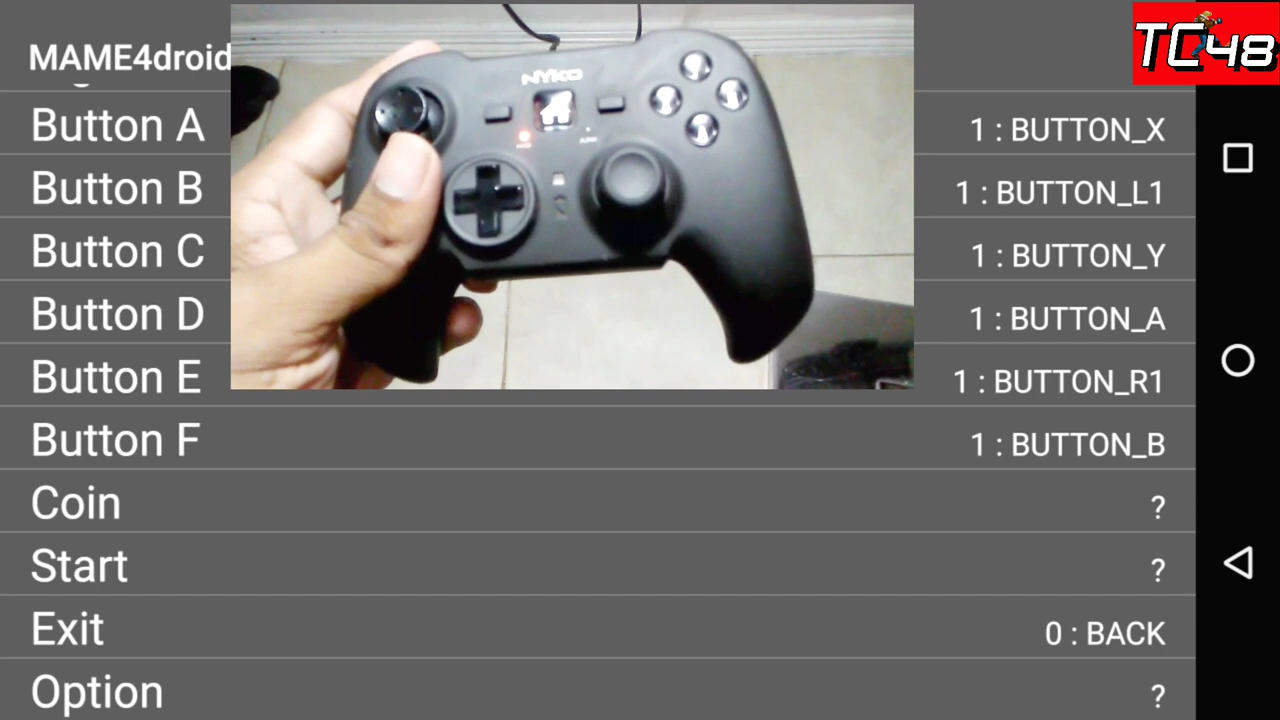 MAME4droid
NYKO
TC48
Button A 1 : BUTTON_X
Button B 1 : BUTTON_L1
Button C 1 : BUTTON_Y
Button D 1 : BUTTON_A
Button E 1 : BUTTON_R1
Button F 1 : BUTTON_B
Coin ?
Start ?
Exit 0 : BACK
Option ?